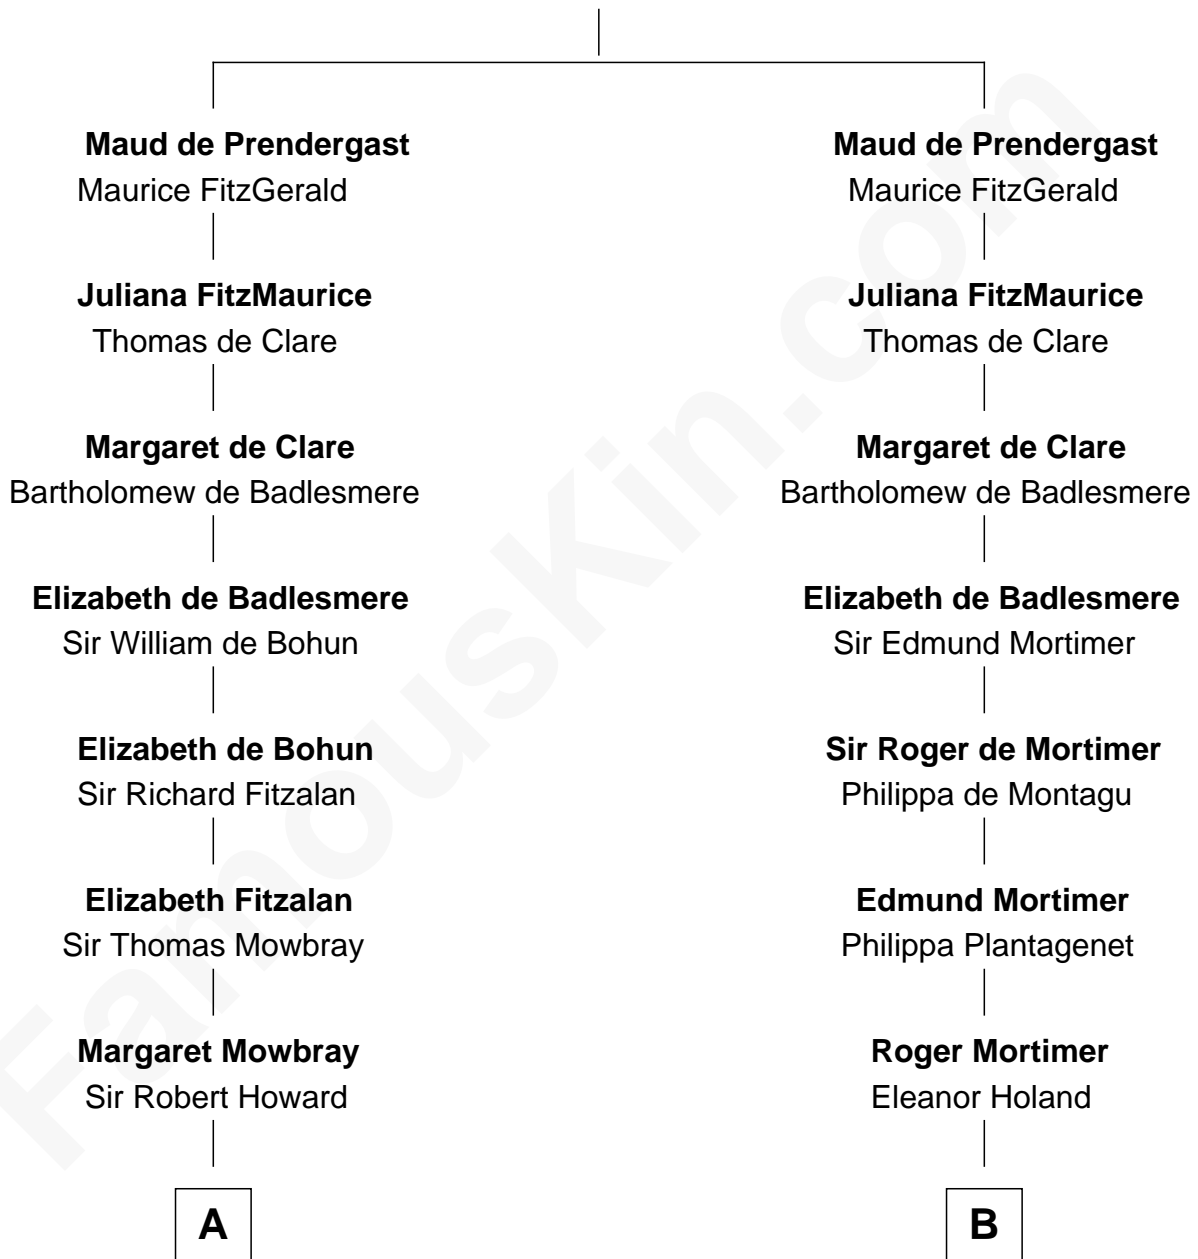 Maud de Prendergast
Maurice FitzGerald
Juliana FitzMaurice
Thomas de Clare
Margaret de Clare
Bartholomew de Badlesmere
Elizabeth de Badlesmere
Sir William de Bohun
Elizabeth de Bohun
Sir Richard Fitzalan
Elizabeth Fitzalan
Sir Thomas Mowbray
Margaret Mowbray
Sir Robert Howard
A
Maud de Prendergast
Maurice FitzGerald
Juliana FitzMaurice
Thomas de Clare
Margaret de Clare
Bartholomew de Badlesmere
Elizabeth de Badlesmere
Sir Edmund Mortimer
Sir Roger de Mortimer
Philippa de Montagu
Edmund Mortimer
Philippa Plantagenet
Roger Mortimer
Eleanor Holand
B
FamousKin.com